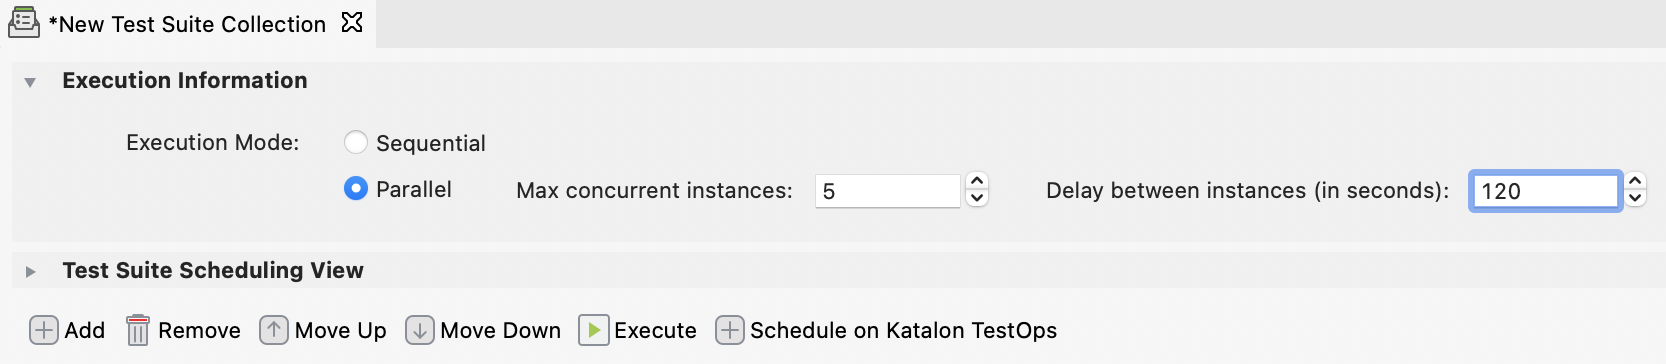 *New Test Suite Collection
Execution Information
Execution Mode: Sequential
Parallel Max concurrent instances: 5 Delay between instances (in seconds): 120
Test Suite Scheduling View
Add Remove Move Up Move Down Execute Schedule on Katalon TestOps